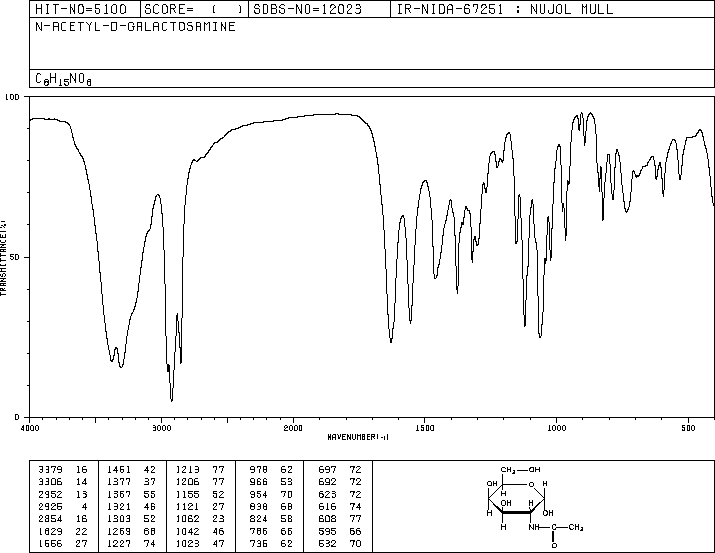 HIT-NO=5100 SCORE= ( ) SDBS-NO=12023 IR-NIDA-67251 : NUJOL MULL
N-ACETYL-D-GALACTOSAMINE
C8H15NO6
100
50
0
TRANSMITTANCE(%)
4000 3000 2000 1500 1000 500
WAVENUMBER(-1)
3379 16 1461 42 1213 77 978 62 697 72
3306 14 1377 37 1206 77 966 53 692 72
2952 13 1367 55 1155 52 954 70 623 72
2925 4 1321 46 1121 27 838 68 616 74
2854 16 1303 52 1062 23 824 58 608 77
1629 22 1269 68 1042 46 786 66 595 66
1556 27 1227 74 1023 47 736 62 532 70
CH2 OH
OH O H
H
OH H
H OH
H NH C CH3
O